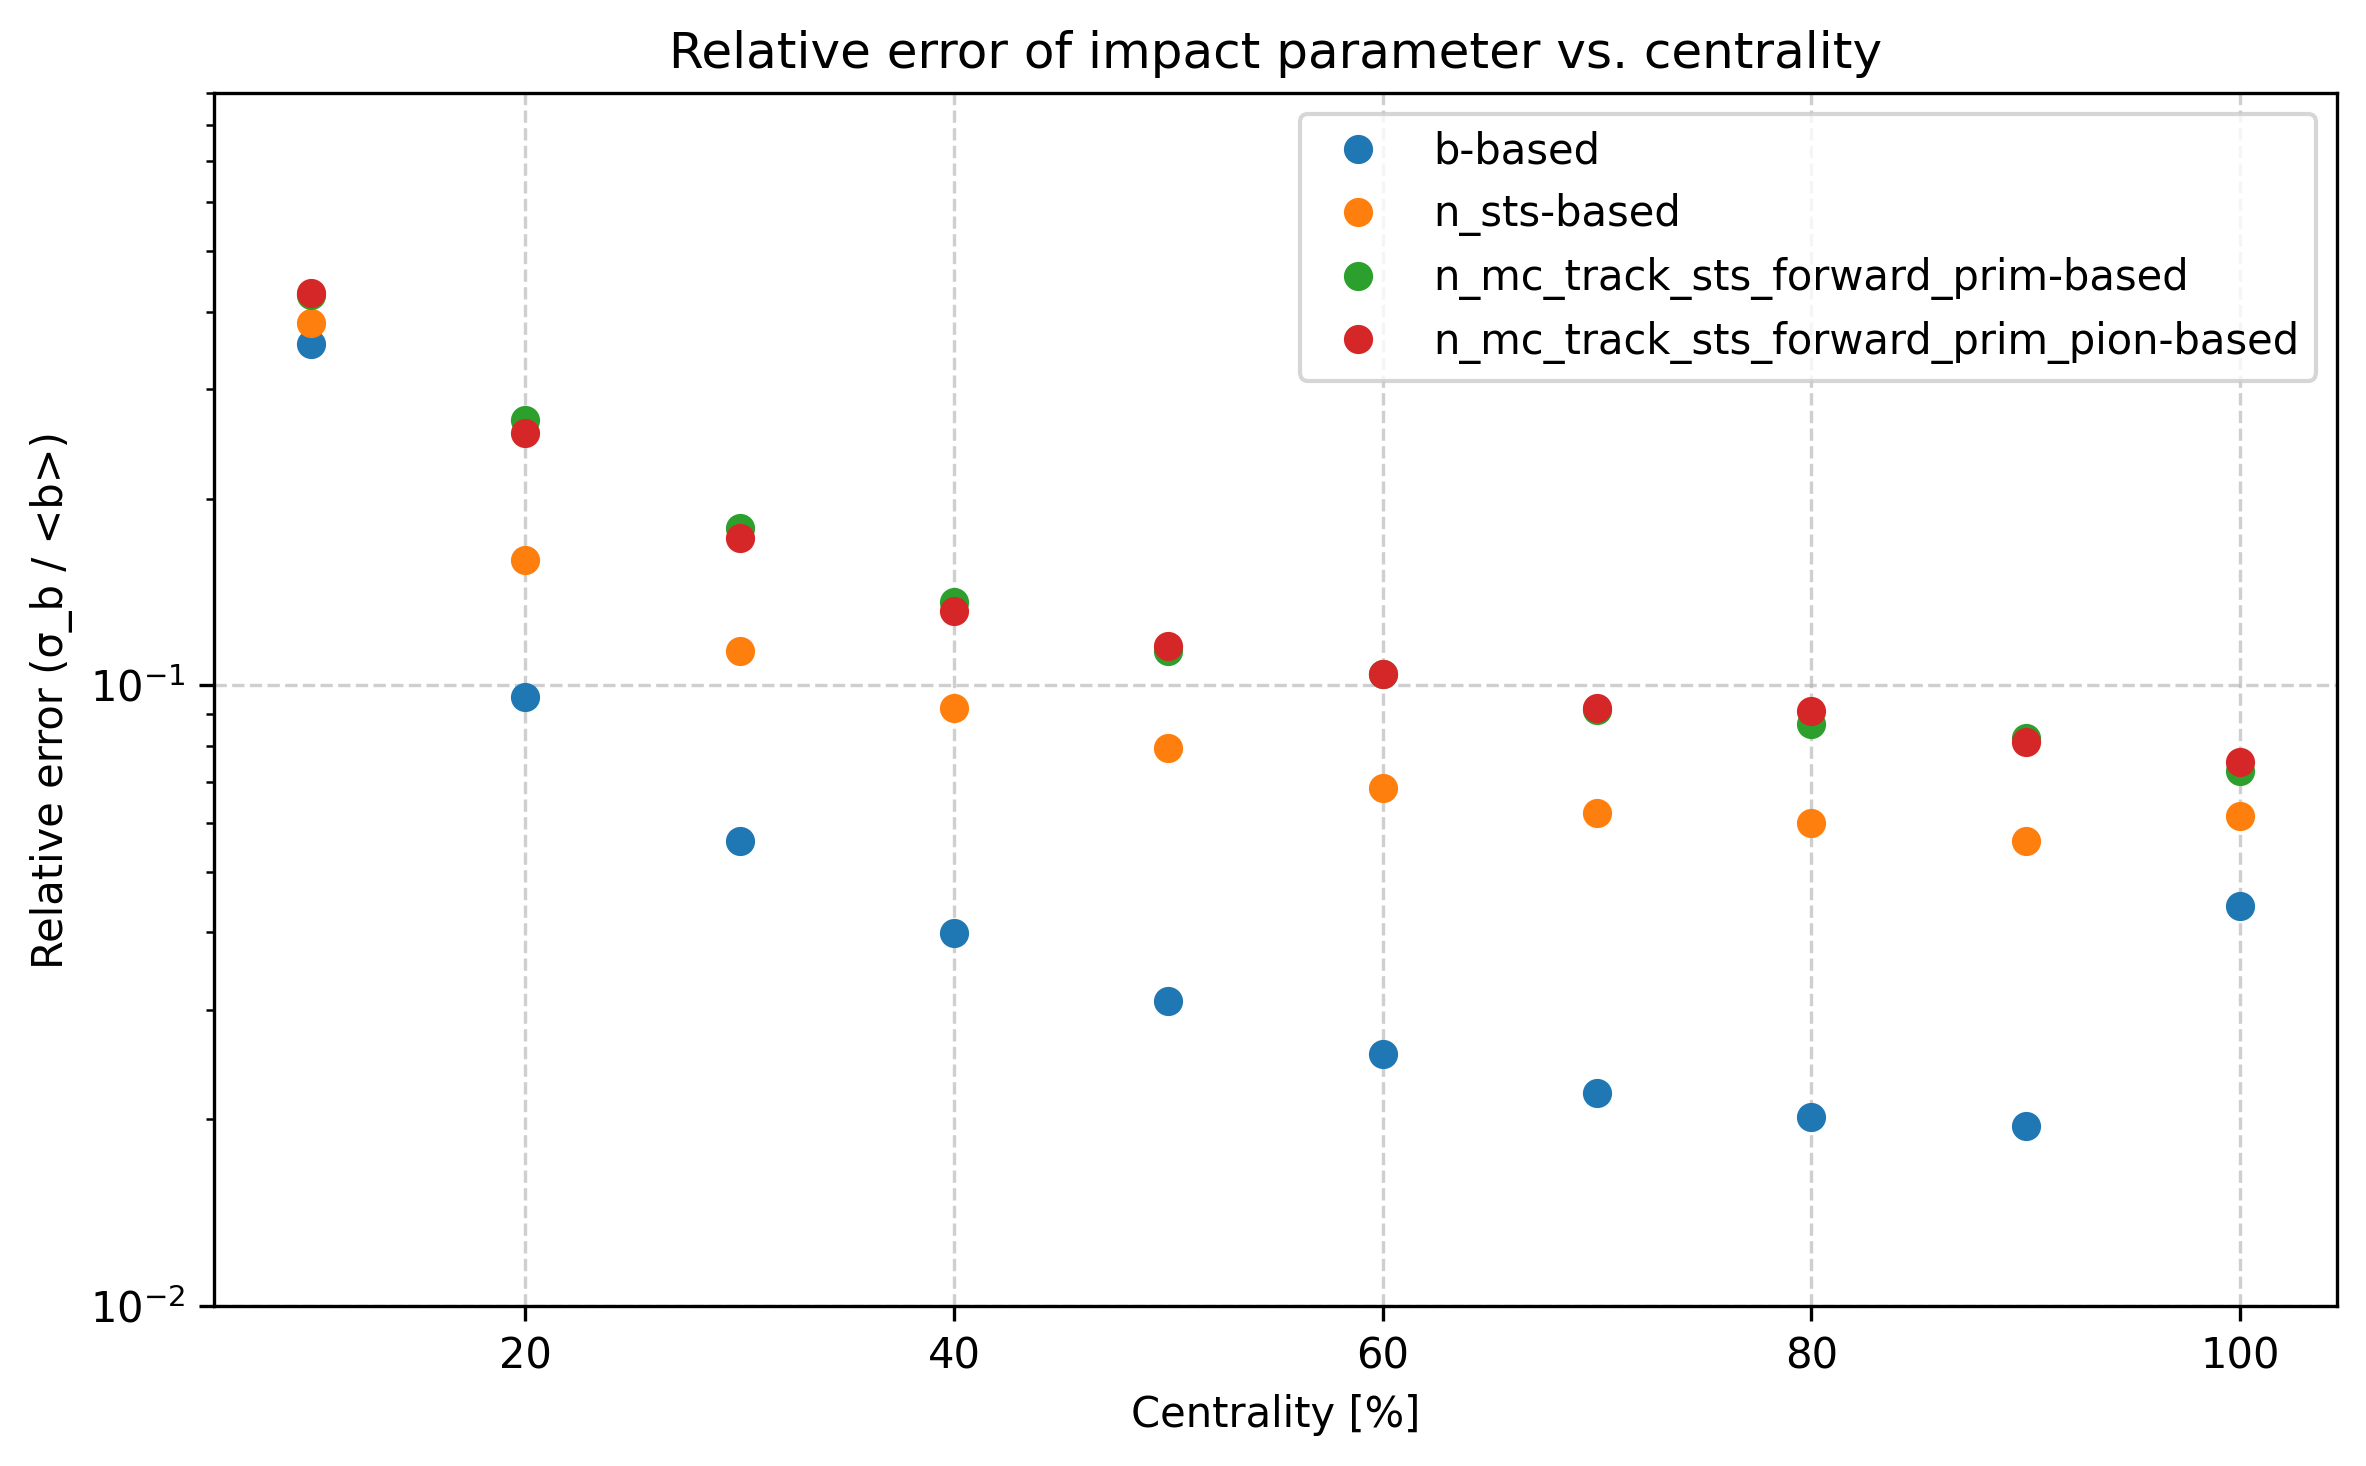 Relative error of impact parameter vs. centrality
b-based
n_sts-based
n_mc_track_sts_forward_prim-based
n_mc_track_sts_forward_prim_pion-based
Relative error (σ_b / <b>)
10⁻¹
10⁻²
20 40 60 80 100
Centrality [%]